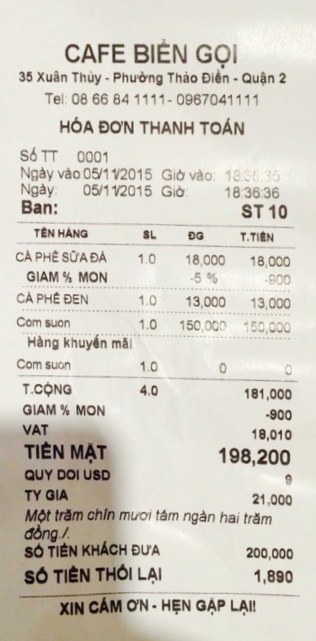 CAFE BIỂN GỌI
35 Xuân Thủy - Phường Thảo Điền - Quận 2
Tel: 08 66 84 1111- 0967041111
HÓA ĐƠN THANH TOÁN
Số TT 0001
Ngày vào 05/11/2015 Giờ vào: 18:36:35
Ngày: 05/11/2015 Giờ: 18:36:36
Ban: ST 10
TÊN HÀNG SL ĐG T.TIỀN
CÀ PHÊ SỮA ĐÁ 1.0 18,000 18,000
GIAM % MON -5 % -900
CÀ PHÊ ĐEN 1.0 13,000 13,000
Com suon 1.0 150,000 150,000
Hàng khuyến mãi
Com suon 1.0 0 0
T.CỘNG 4.0 181,000
GIAM % MON -900
VAT 18,010
TIỀN MẶT 198,200
QUY DOI USD 9
TY GIA 21,000
Một trăm chín mươi tám ngàn hai trăm
đồng./.
SỐ TIỀN KHÁCH ĐƯA 200,000
SỐ TIỀN THỐI LẠI 1,890
XIN CẢM ƠN - HẸN GẶP LẠI!